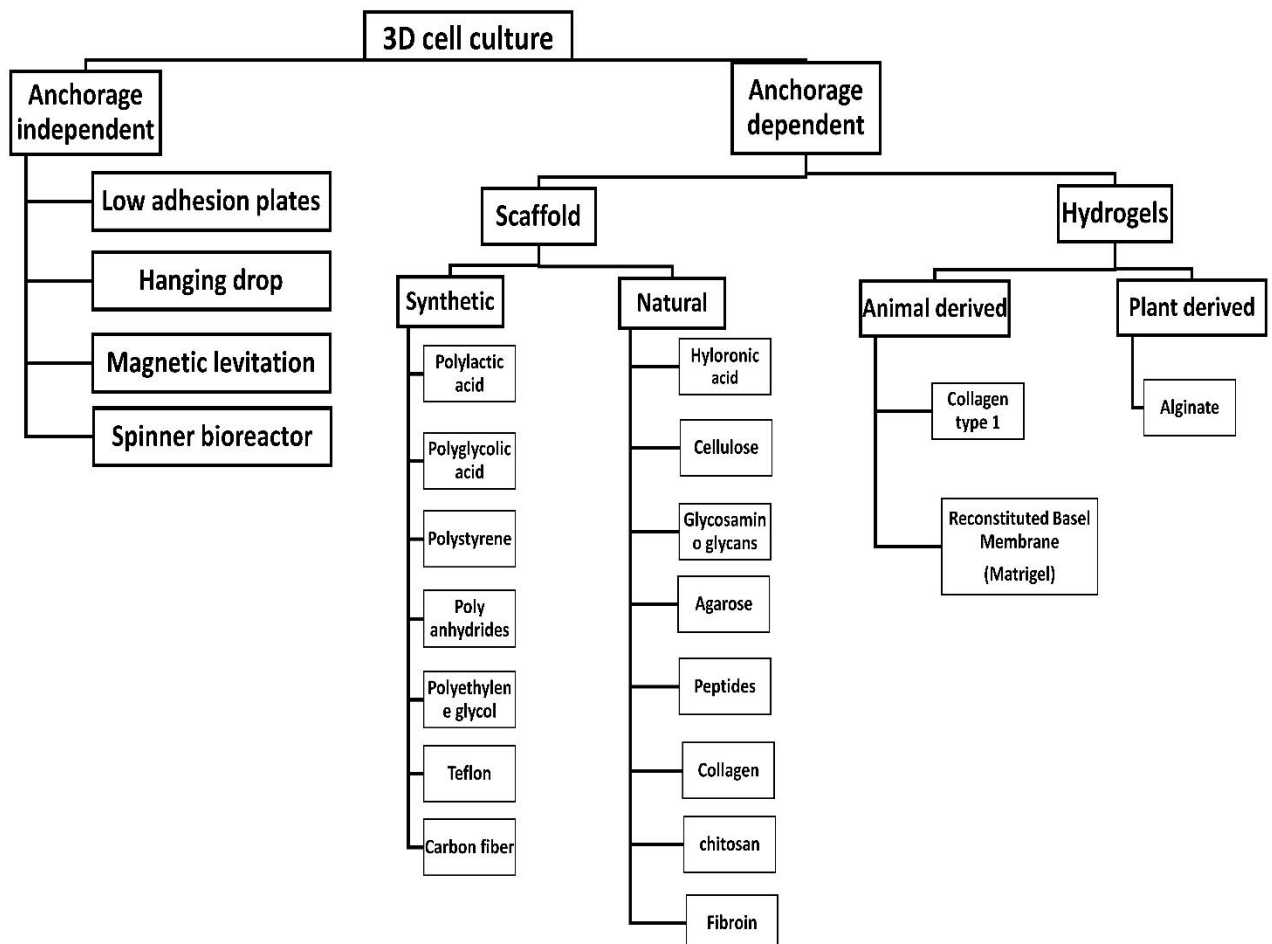 3D cell culture
Anchorage
independent
Low adhesion plates
Hanging drop
Magnetic levitation
Spinner bioreactor
Anchorage
dependent
Scaffold
Synthetic
Polylactic
acid
Polyglycolic
acid
Polystyrene
Poly
anhydrides
Polyethylen
e glycol
Teflon
Carbon fiber
Natural
Hyloronic
acid
Cellulose
Glycosamin
o glycans
Agarose
Peptides
Collagen
chitosan
Fibroin
Hydrogels
Animal derived
Collagen
type 1
Reconstituted Basel
Membrane
(Matrigel)
Plant derived
Alginate